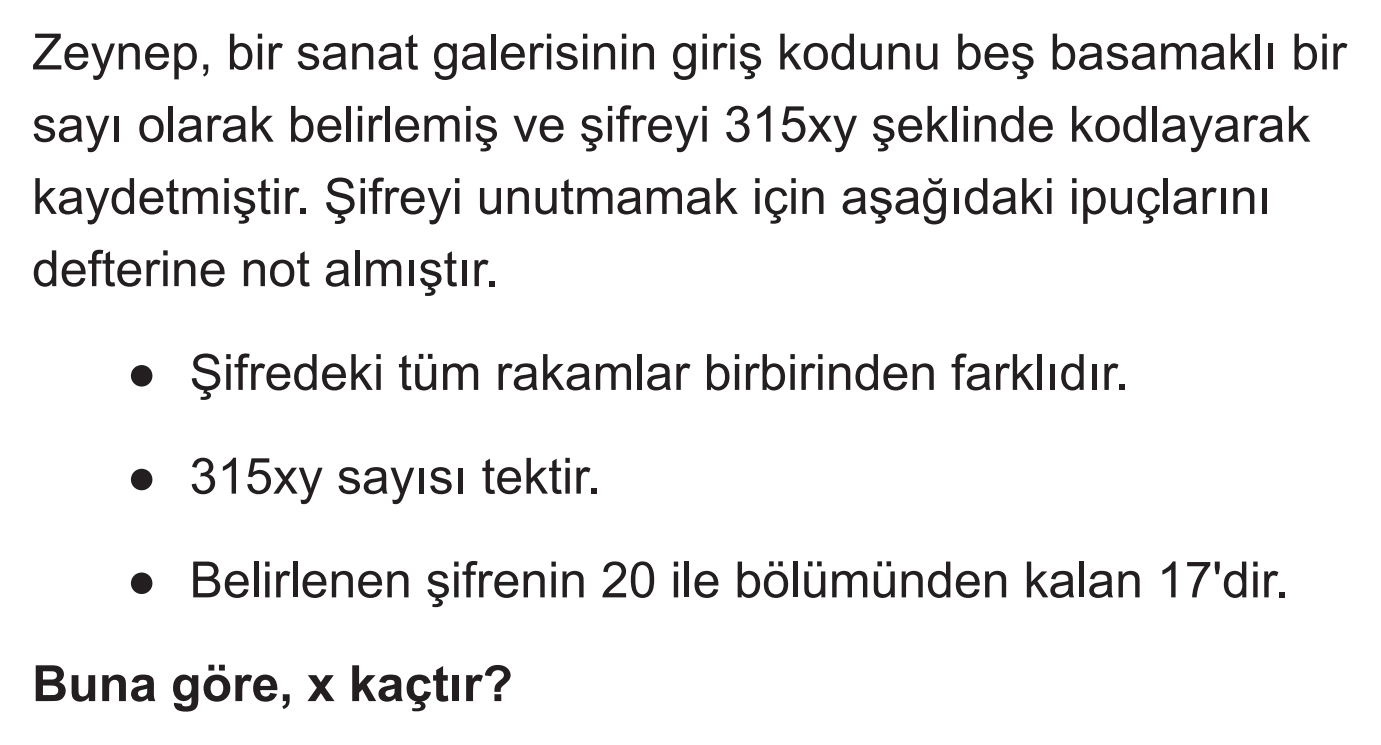 Zeynep, bir sanat galerisinin giriş kodunu beş basamaklı bir
sayı olarak belirlemiş ve şifreyi 315xy şeklinde kodlayarak
kaydetmiştir. Şifreyi unutmamak için aşağıdaki ipuçlarını
defterine not almıştır.
● Şifredeki tüm rakamlar birbirinden farklıdır.
● 315xy sayısı tektir.
● Belirlenen şifrenin 20 ile bölümünden kalan 17'dir.
Buna göre, x kaçtır?